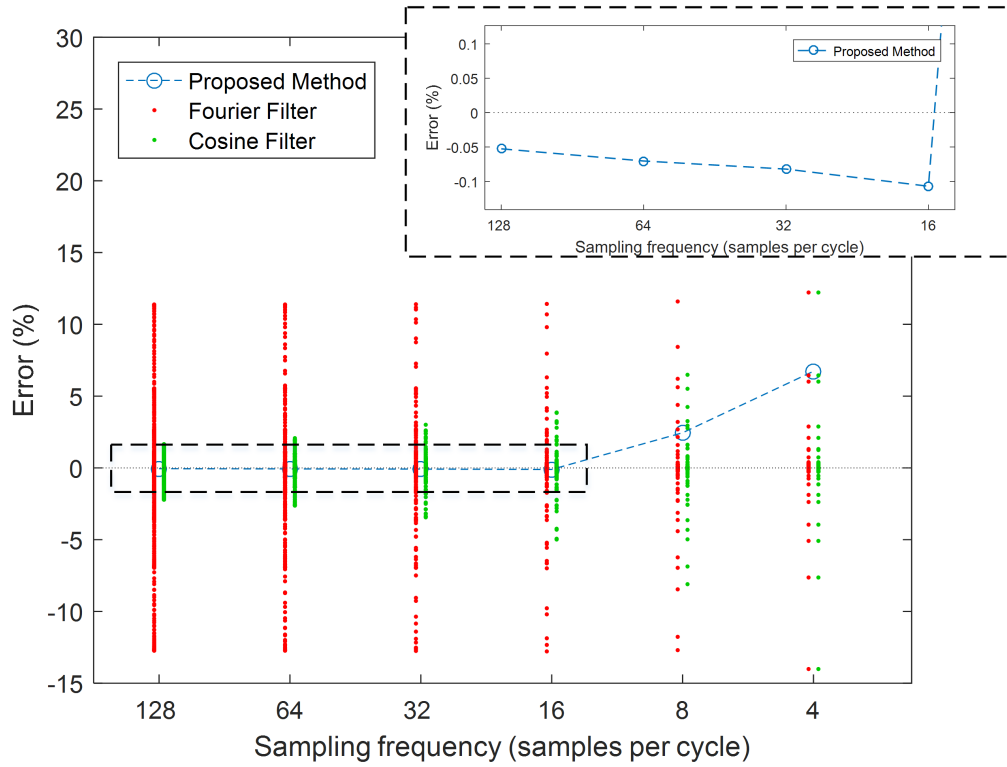 30
25
20
15
10
5
0
-5
-10
-15
Error (%)
Proposed Method
Fourier Filter
Cosine Filter
128 64 32 16 8 4
Sampling frequency (samples per cycle)
0.1
0.05
0
-0.05
-0.1
Error (%)
Proposed Method
128 64 32 16
Sampling frequency (samples per cycle)